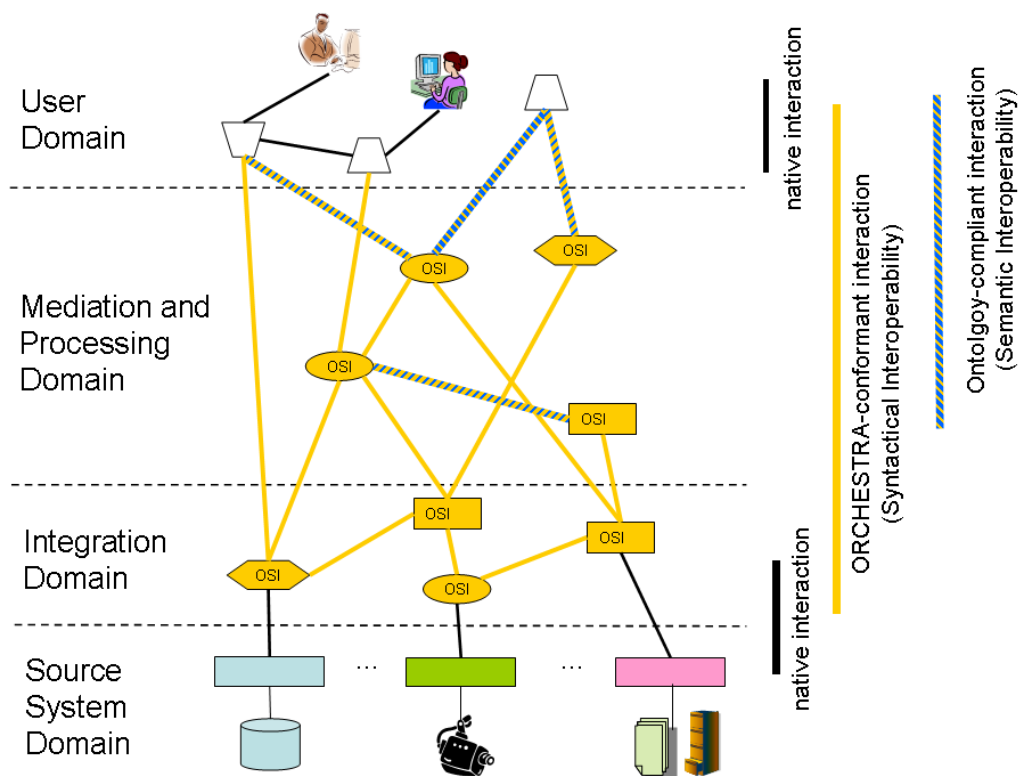 User
Domain
native interaction
OSI
OSI
Mediation and
Processing
Domain
OSI
OSI
ORCHESTRA-conformant interaction
(Syntactical Interoperability)
Ontolgoy-compliant interaction
(Semantic Interoperability)
Integration
Domain
OSI
OSI
OSI
OSI
native interaction
Source
System
Domain
...
...